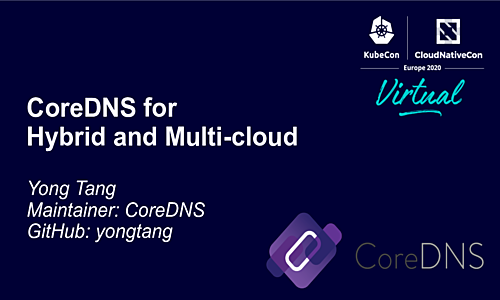 KubeCon
CloudNativeCon
Europe 2020
Virtual
CoreDNS for
Hybrid and Multi-cloud
Yong Tang
Maintainer: CoreDNS
GitHub: yongtang
CoreDNS